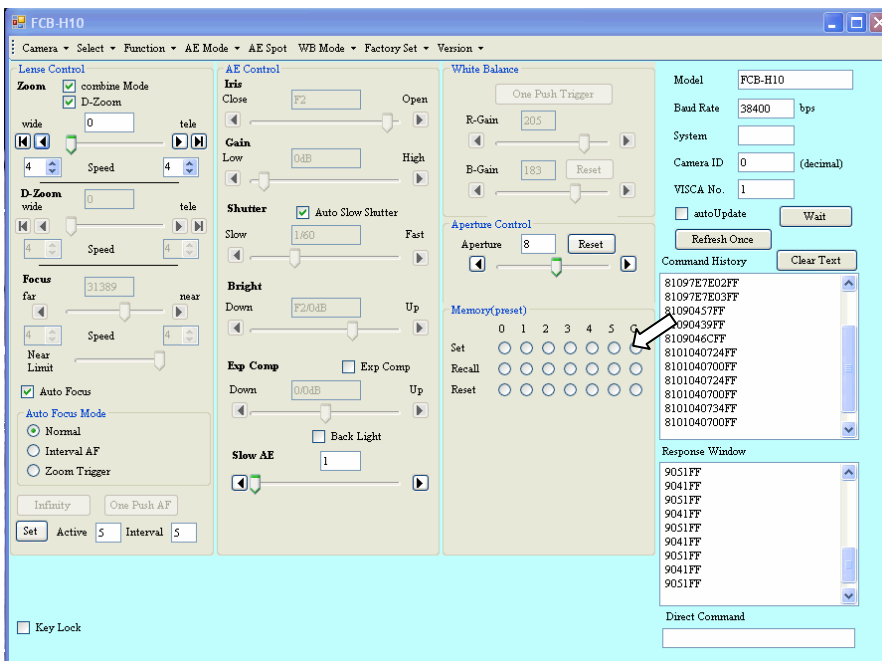 FCB-H10
Camera Select Function AE Mode AE Spot WB Mode Factory Set Version
Lense Control
Zoom combine Mode
D-Zoom
wide 0 tele
4 Speed 4
D-Zoom
wide 0 tele
4 Speed 4
Focus
far 31389 near
4 Speed 4
Near
Limit
Auto Focus
Auto Focus Mode
Normal
Interval AF
Zoom Trigger
Infinity One Push AF
Set Active 5 Interval 5
Key Lock
AE Control
Iris
Close F2 Open
Gain
Low 0dB High
Shutter Auto Slow Shutter
Slow 1/60 Fast
Bright
Down F2/0dB Up
Exp Comp Exp Comp
Down 0/0dB Up
Back Light
Slow AE 1
White Balance
One Push Trigger
R-Gain 205
B-Gain 183 Reset
Aperture Control
Aperture 8 Reset
Memory(preset)
0 1 2 3 4 5
Set
Recall
Reset
Model FCB-H10
Baud Rate 38400 bps
System
Camera ID 0 (decimal)
VISCA No. 1
autoUpdate Wait
Refresh Once
Command History Clear Text
81097E7E02FF
81097E7E03FF
81090457FF
090439FF
8109046CFF
8101040724FF
8101040700FF
8101040724FF
8101040700FF
8101040734FF
8101040700FF
Response Window
9051FF
9041FF
9051FF
9041FF
9051FF
9041FF
9051FF
9041FF
9051FF
Direct Command